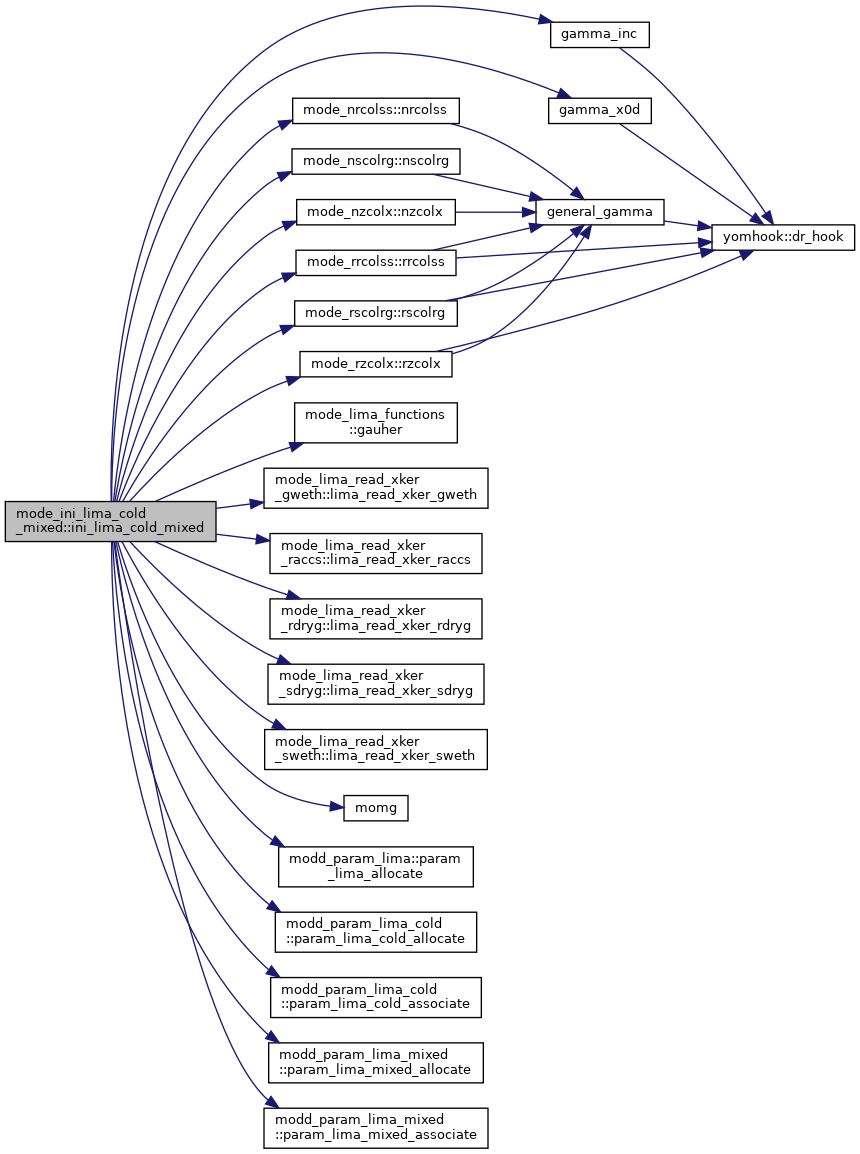 gamma_inc
gamma_x0d
mode_nrcolss::nrcolss
mode_nscolrg::nscolrg
mode_nzcolx::nzcolx
general_gamma
yomhook::dr_hook
mode_rrcolss::rrcolss
mode_rscolrg::rscolrg
mode_rzcolx::rzcolx
mode_lima_functions
::gauher
mode_lima_read_xker
_gweth::lima_read_xker_gweth
mode_ini_lima_cold
_mixed::ini_lima_cold_mixed
mode_lima_read_xker
_raccs::lima_read_xker_raccs
mode_lima_read_xker
_rdryg::lima_read_xker_rdryg
mode_lima_read_xker
_sdryg::lima_read_xker_sdryg
mode_lima_read_xker
_sweth::lima_read_xker_sweth
momg
modd_param_lima::param
_lima_allocate
modd_param_lima_cold
::param_lima_cold_allocate
modd_param_lima_cold
::param_lima_cold_associate
modd_param_lima_mixed
::param_lima_mixed_allocate
modd_param_lima_mixed
::param_lima_mixed_associate